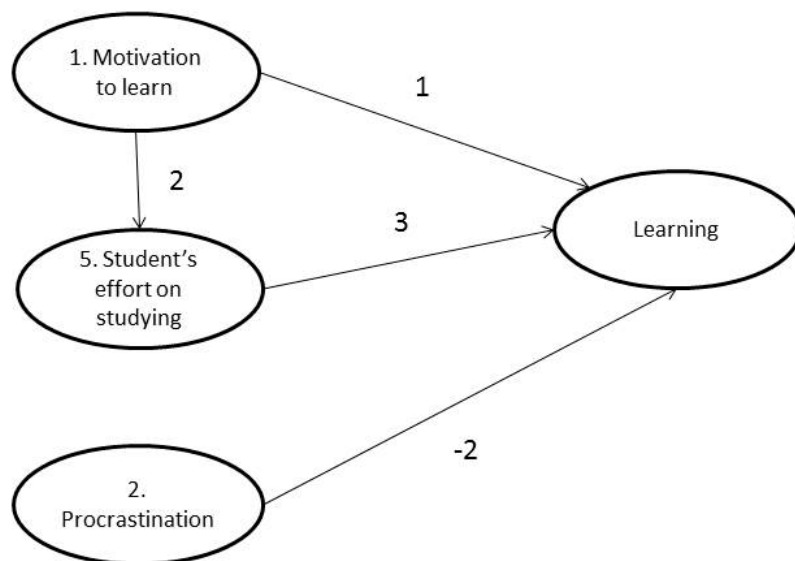 1. Motivation
to learn
1
2
3
Learning
5. Student's
effort on
studying
-2
2.
Procrastination